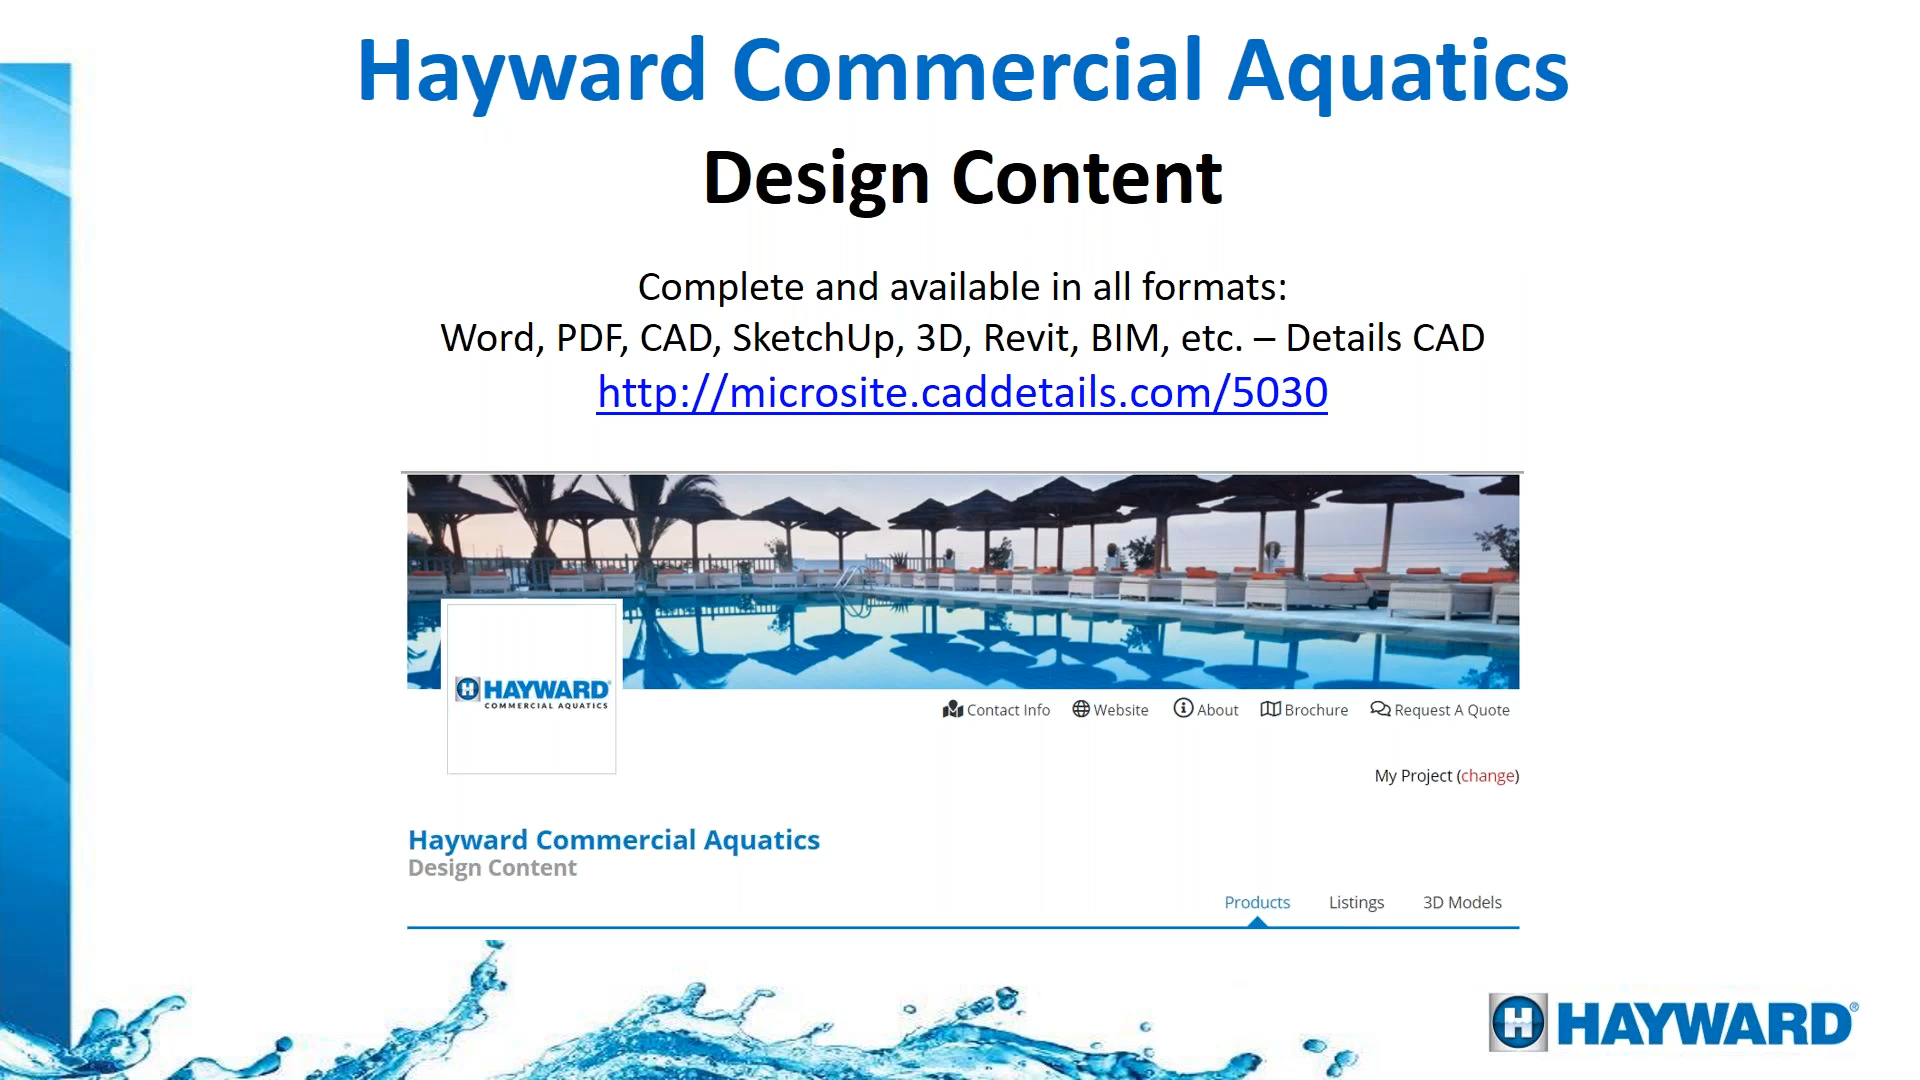 Hayward Commercial Aquatics
Design Content
Complete and available in all formats:
Word, PDF, CAD, SketchUp, 3D, Revit, BIM, etc. – Details CAD
http://microsite.caddetails.com/5030
H HAYWARD®
COMMERCIAL AQUATICS
Contact Info Website About Brochure Request A Quote
My Project (change)
Hayward Commercial Aquatics
Design Content
Products Listings 3D Models
H HAYWARD®